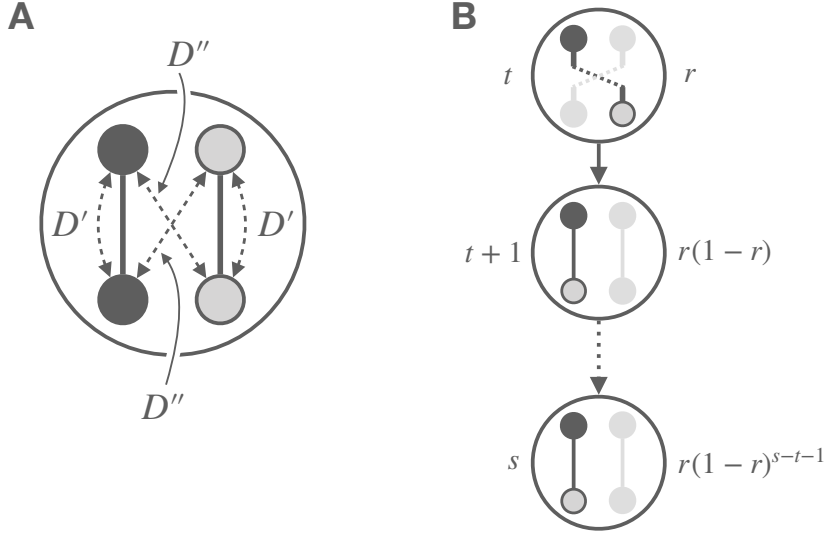 A
D″
D′
D′
D″
B
t
r
t + 1
r(1 − r)
s
r(1 − r)^{s−t−1}